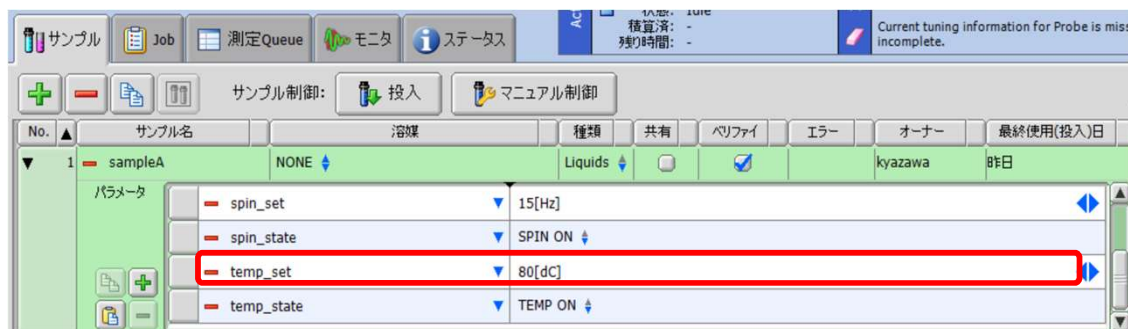 Act
状態: Idle
積算済: -
残り時間: -
Current tuning information for Probe is
incomplete.
サンプル Job 測定Queue モニタ ステータス
サンプル制御: 投入 マニュアル制御
No. サンプル名 溶媒 種類 共有 ベリファイ エラー オーナー 最終使用(投入)日
1 sampleA NONE Liquids kyazawa 昨日
パラメータ
spin_set 15[Hz]
spin_state SPIN ON
temp_set 80[dC]
temp_state TEMP ON